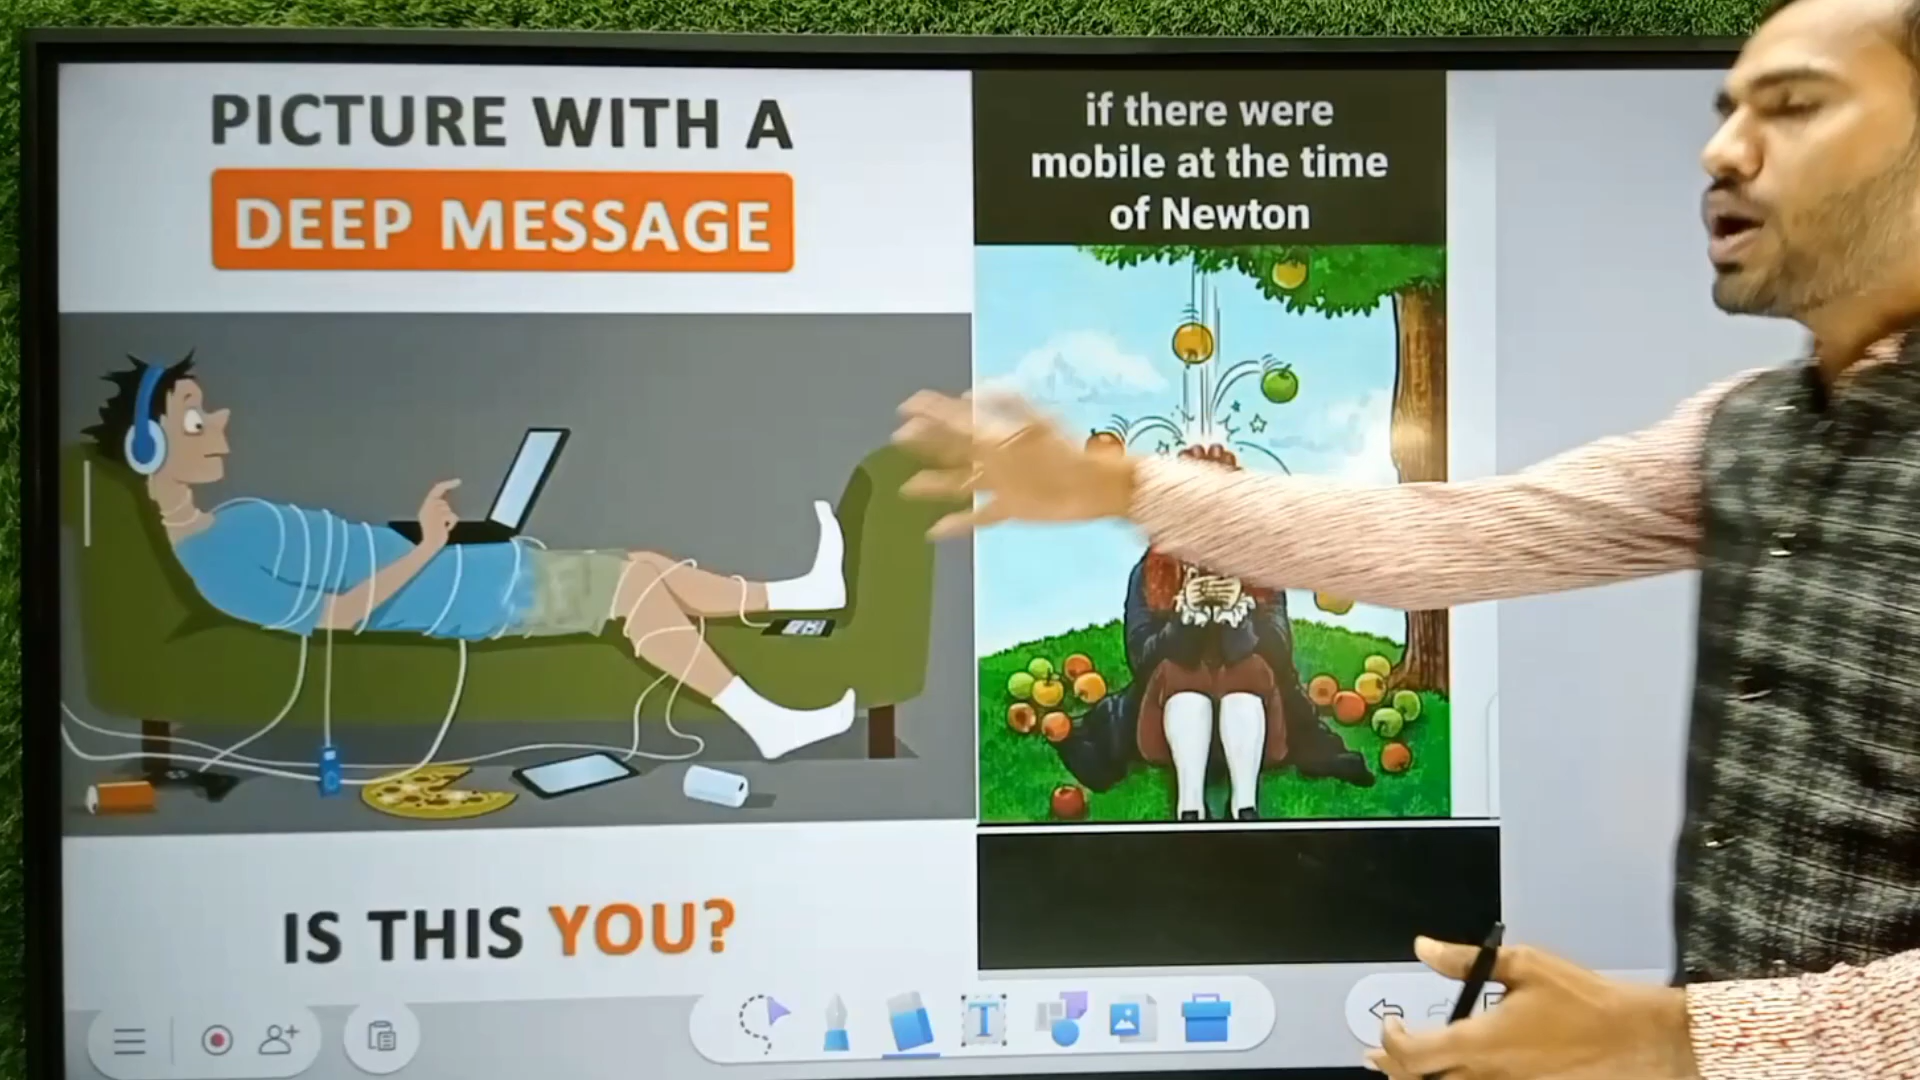 PICTURE WITH A
DEEP MESSAGE
IS THIS YOU?
if there were
mobile at the time
of Newton
T